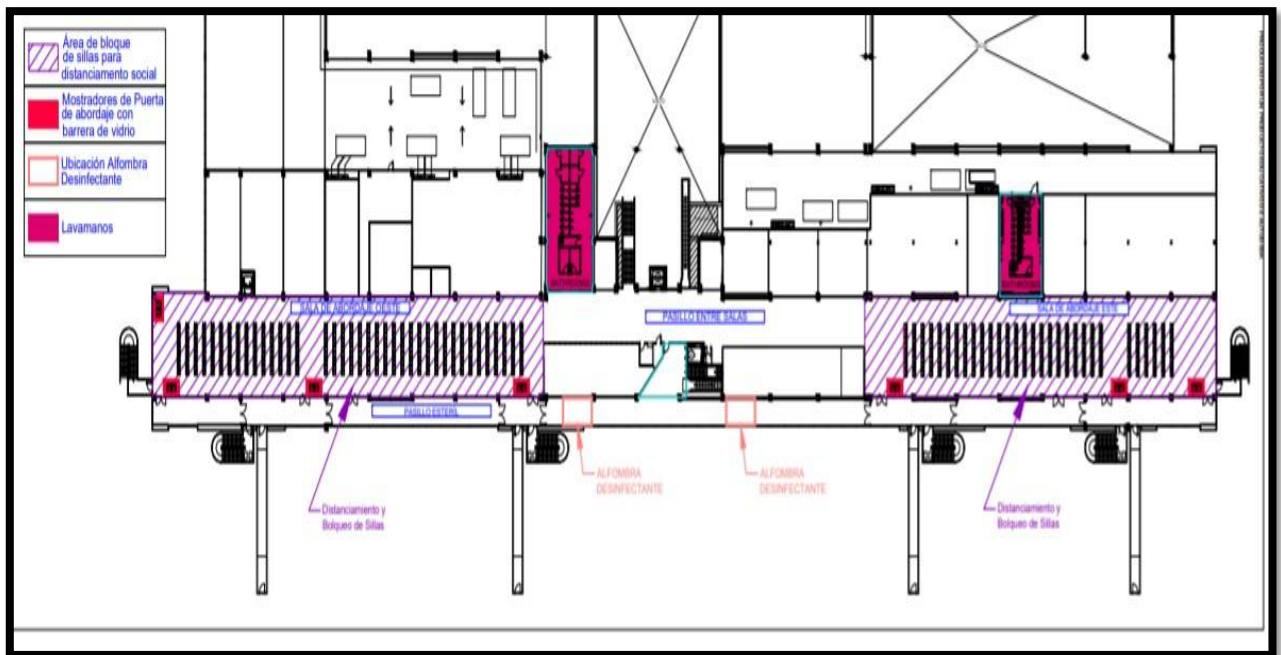 Área de bloque
de sillas para
distanciamento social
Mostradores de Puerta
de abordaje con
barrera de vidrio
Ubicación Alfombra
Desinfectante
Lavamanos
SALA DE ABORDAJE OESTE
PASILLO ENTRE SALAS
SALA DE ABORDAJE ESTE
PASILLO ESTERIL
ALFOMBRA
DESINFECTANTE
ALFOMBRA
DESINFECTANTE
Distanciamiento y
Bolqueo de Sillas
Distanciamiento y
Bolqueo de Sillas